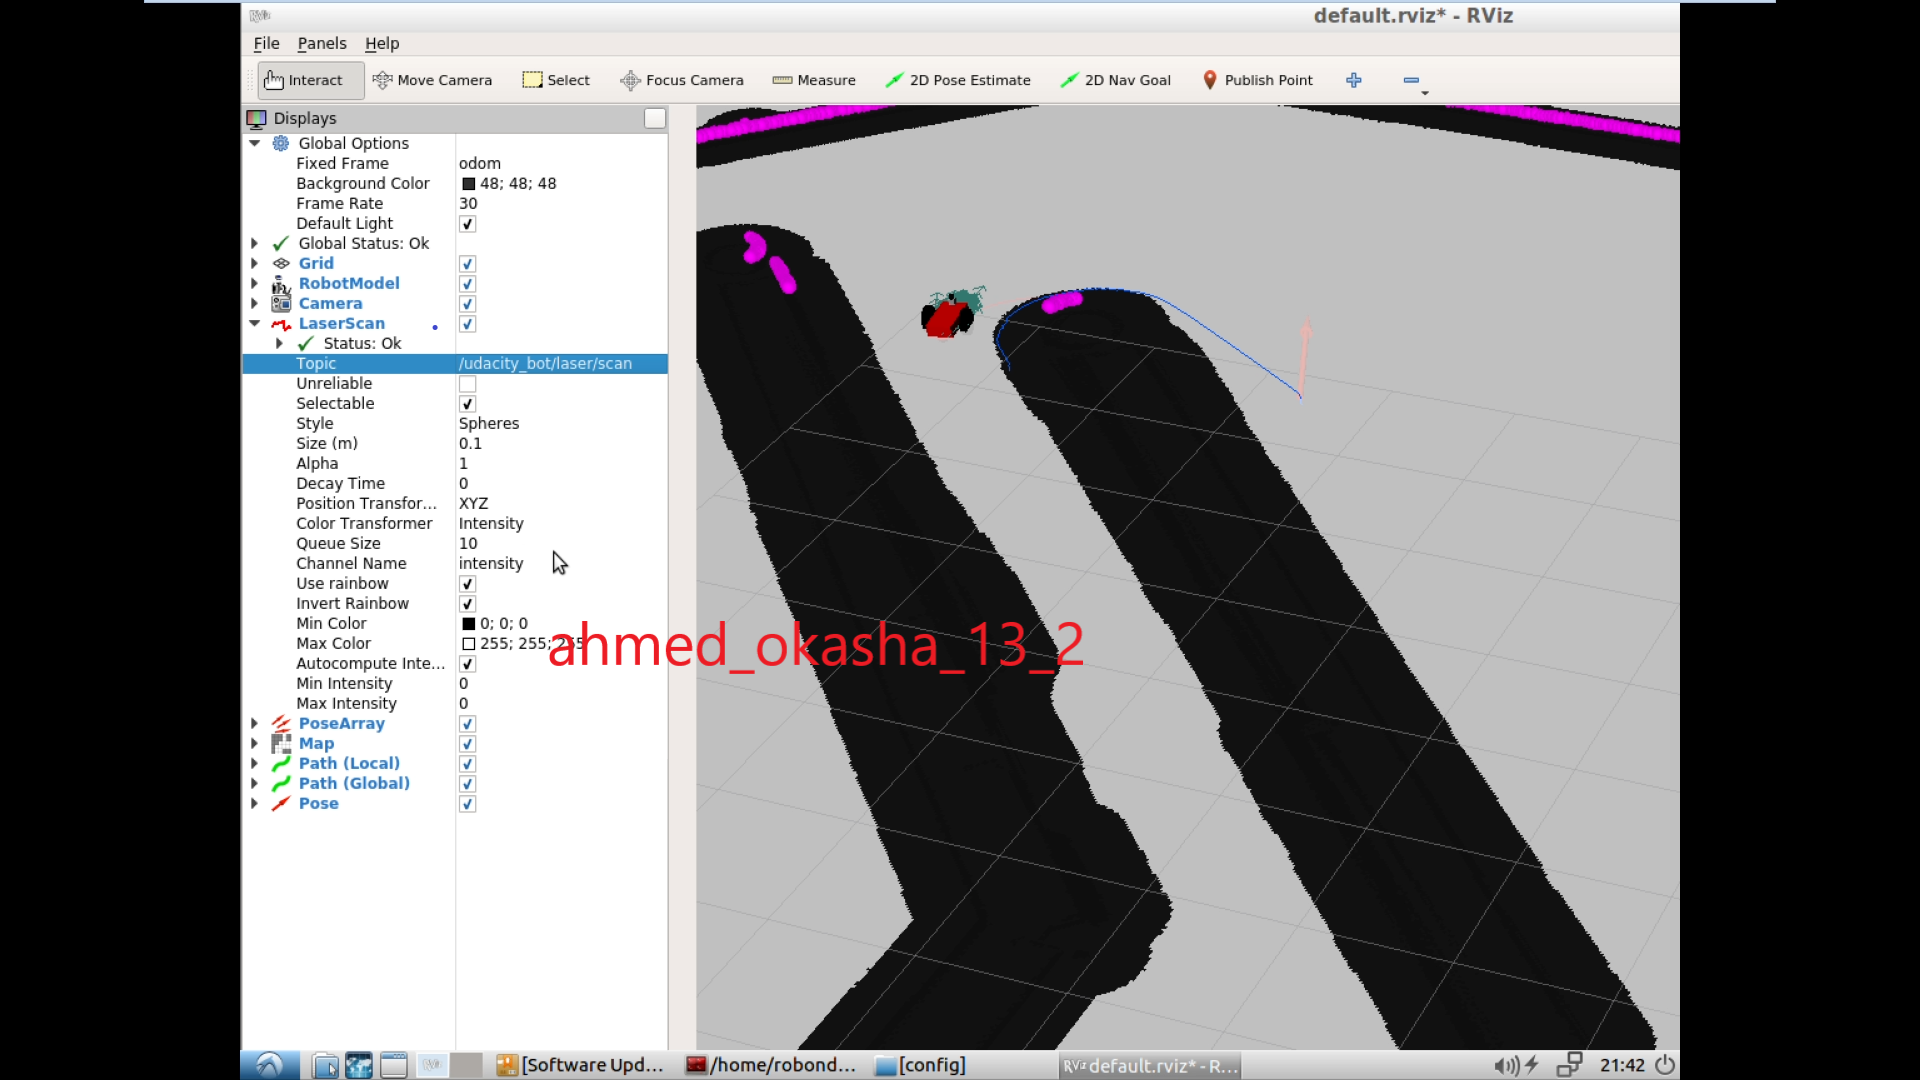 RViz
default.rviz* - RViz
File Panels Help
Interact Move Camera Select Focus Camera Measure 2D Pose Estimate 2D Nav Goal Publish Point
Displays
Global Options
Fixed Frame odom
Background Color 48; 48; 48
Frame Rate 30
Default Light
Global Status: Ok
Grid
RobotModel
Camera
LaserScan
Status: Ok
Topic /udacity_bot/laser/scan
Unreliable
Selectable
Style Spheres
Size (m) 0.1
Alpha 1
Decay Time 0
Position Transfor... XYZ
Color Transformer Intensity
Queue Size 10
Channel Name intensity
Use rainbow
Invert Rainbow
Min Color 0; 0; 0
Max Color 255; 255; 255
ahmed_okasha_13_2
Autocompute Inte...
Min Intensity 0
Max Intensity 0
PoseArray
Map
Path (Local)
Path (Global)
Pose
RViz [Software Upd... /home/robond... [config] RViz default.rviz* - R... 21:42